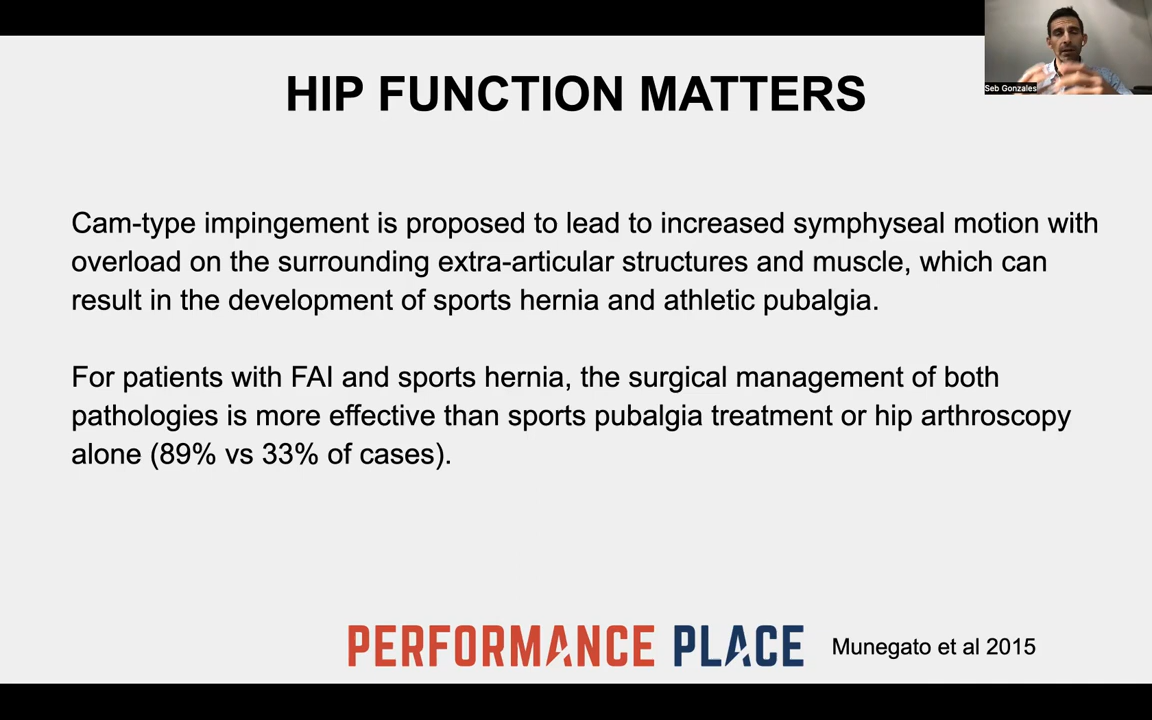 Seb Gonzales
HIP FUNCTION MATTERS
Cam-type impingement is proposed to lead to increased symphyseal motion with
overload on the surrounding extra-articular structures and muscle, which can
result in the development of sports hernia and athletic pubalgia.
For patients with FAI and sports hernia, the surgical management of both
pathologies is more effective than sports pubalgia treatment or hip arthroscopy
alone (89% vs 33% of cases).
PERFORMANCE PLACE
Munegato et al 2015